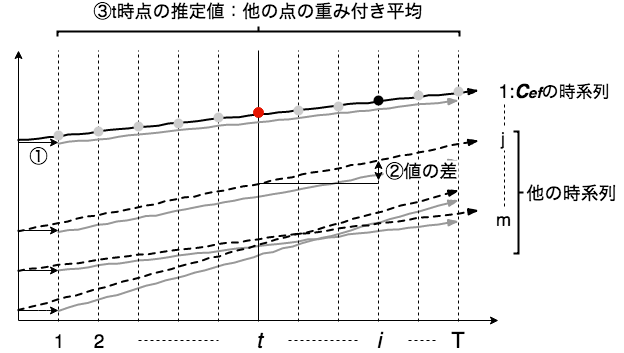 ③t時点の推定値：他の点の重み付き平均
1:Cefの時系列
①
j
②値の差
他の時系列
m
1 2 t i T